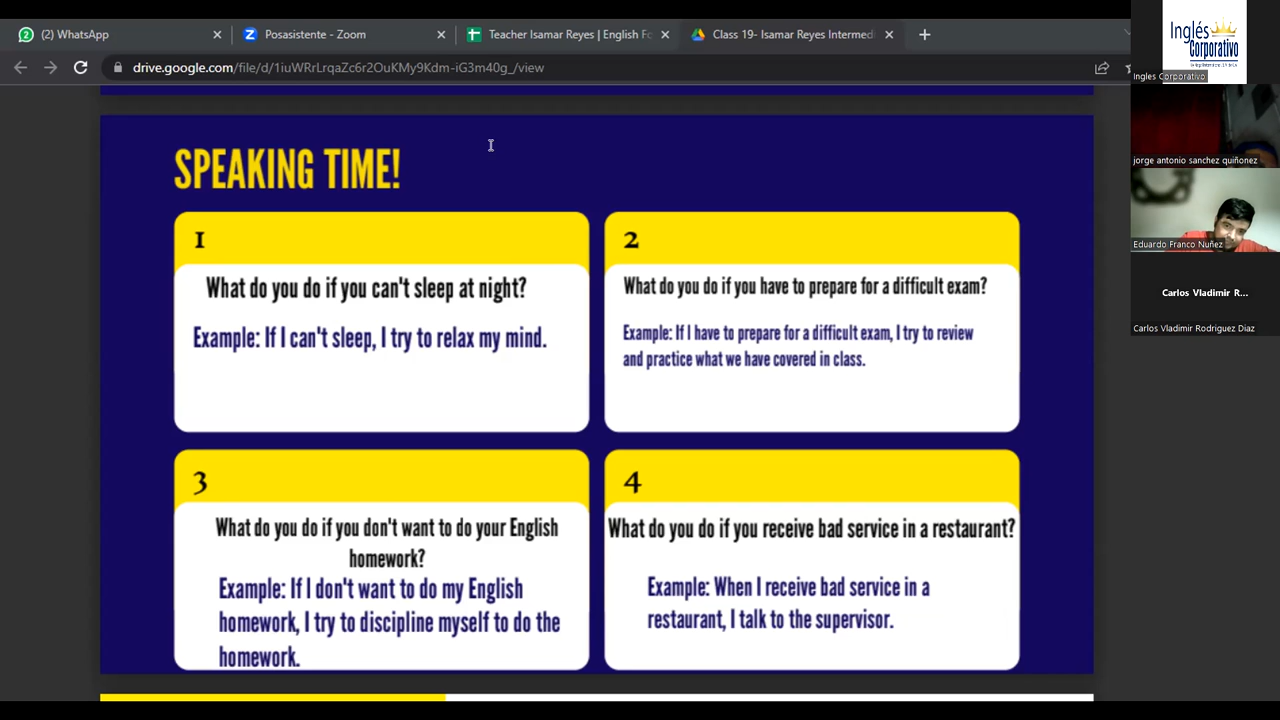 (2) WhatsApp
Posasistente - Zoom
Teacher Isamar Reyes | English Fo
Class 19- Isamar Reyes Intermed
drive.google.com/file/d/1iuWRrLrqaZc6r2OuKMy9Kdm-iG3m40g_/view
SPEAKING TIME!
1
What do you do if you can't sleep at night?
Example: If I can't sleep, I try to relax my mind.
2
What do you do if you have to prepare for a difficult exam?
Example: If I have to prepare for a difficult exam, I try to review
and practice what we have covered in class.
3
What do you do if you don't want to do your English
homework?
Example: If I don't want to do my English
homework, I try to discipline myself to do the
homework.
4
What do you do if you receive bad service in a restaurant?
Example: When I receive bad service in a
restaurant, I talk to the supervisor.
Inglés
Corporativo
Ingles Corporativo
jorge antonio sanchez quiñonez
Eduardo Franco Nuñez
Carlos Vladimir R...
Carlos Vladimir Rodriguez Diaz